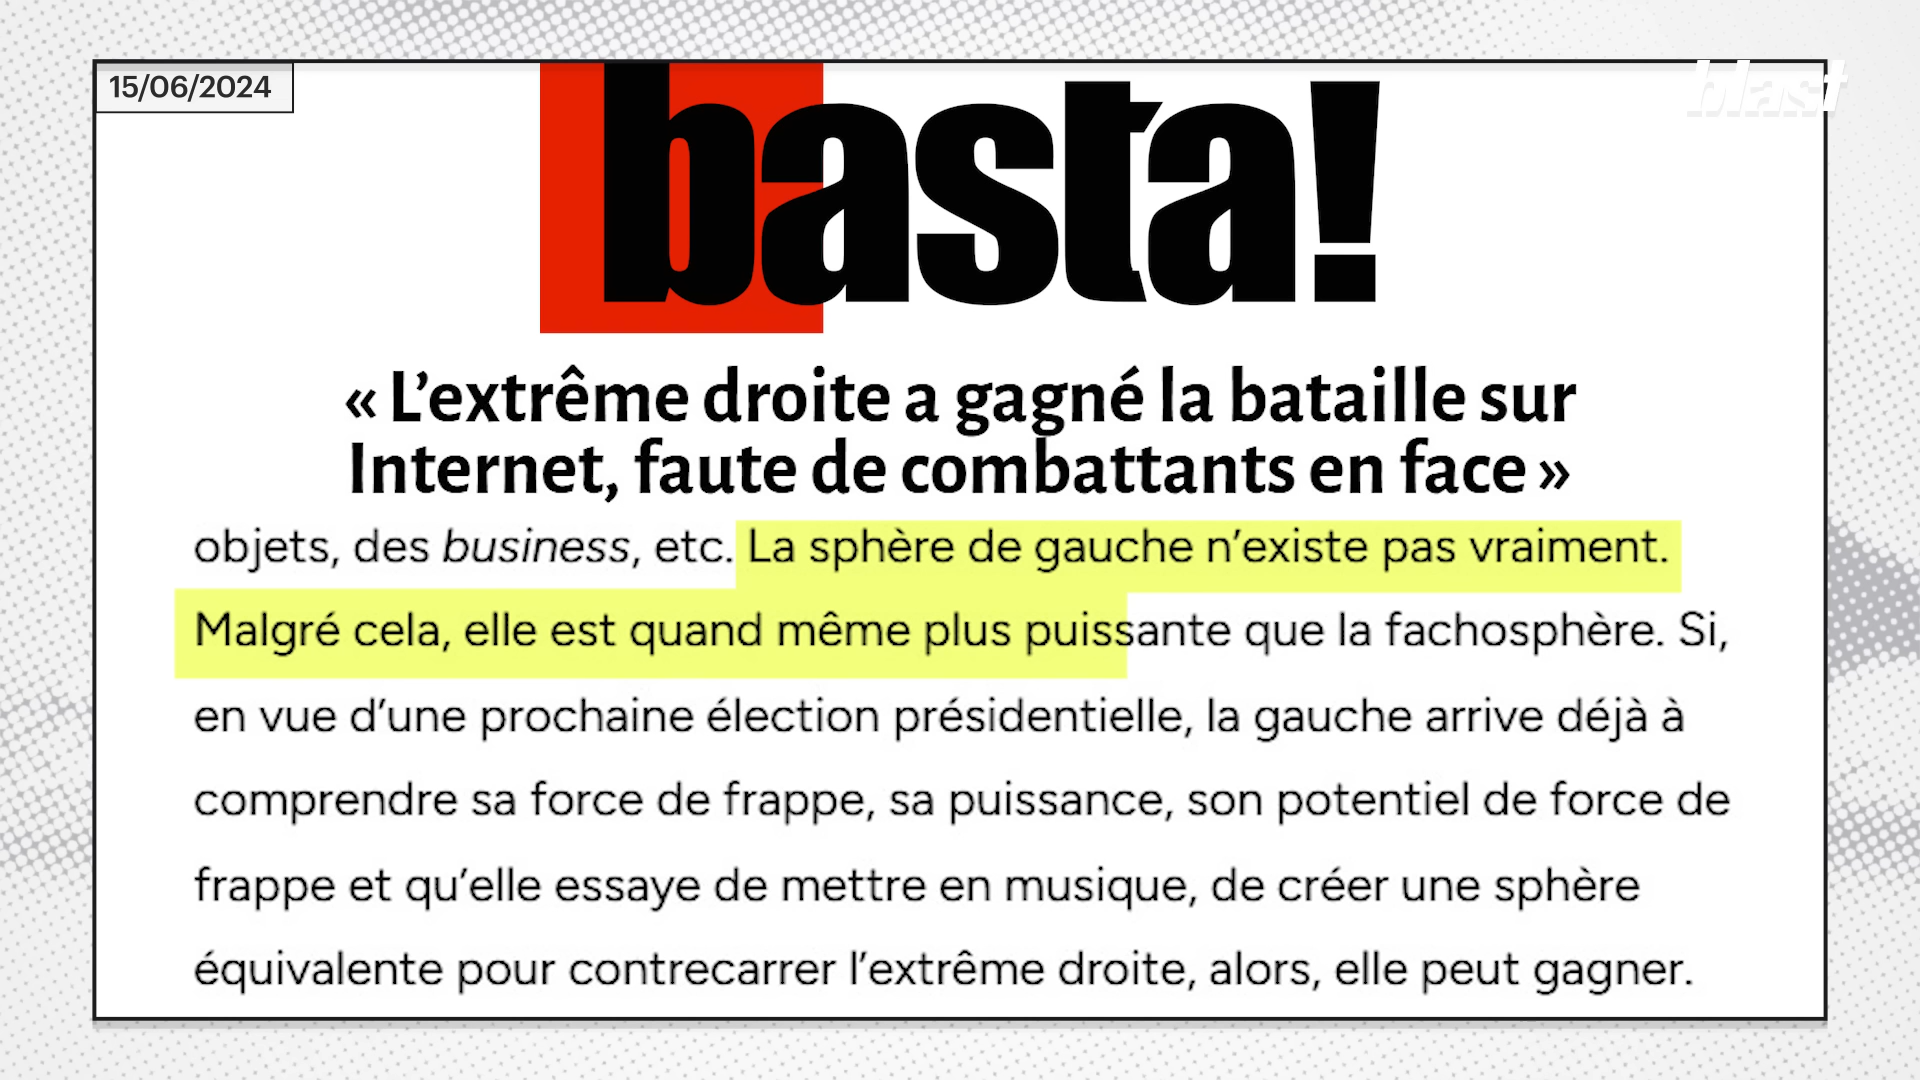 15/06/2024
blast
basta!
« L’extrême droite a gagné la bataille sur
Internet, faute de combattants en face »
objets, des business, etc. La sphère de gauche n’existe pas vraiment.
Malgré cela, elle est quand même plus puissante que la fachosphère. Si,
en vue d’une prochaine élection présidentielle, la gauche arrive déjà à
comprendre sa force de frappe, sa puissance, son potentiel de force de
frappe et qu’elle essaye de mettre en musique, de créer une sphère
équivalente pour contrecarrer l’extrême droite, alors, elle peut gagner.